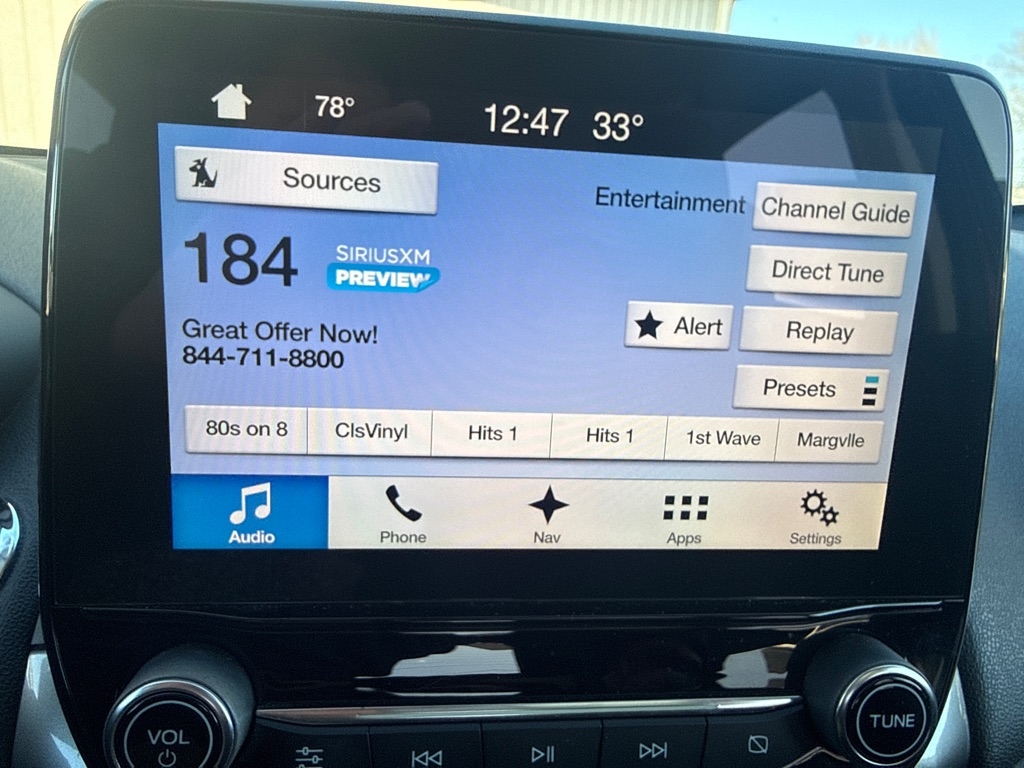 78° 12:47 33°
Sources
Entertainment
Channel Guide
184
SIRIUSXM
PREVIEW
Direct Tune
Great Offer Now!
844-711-8800
Alert
Replay
Presets
80s on 8 ClsVinyl Hits 1 Hits 1 1st Wave Margvlle
Audio Phone Nav Apps Settings
VOL
TUNE